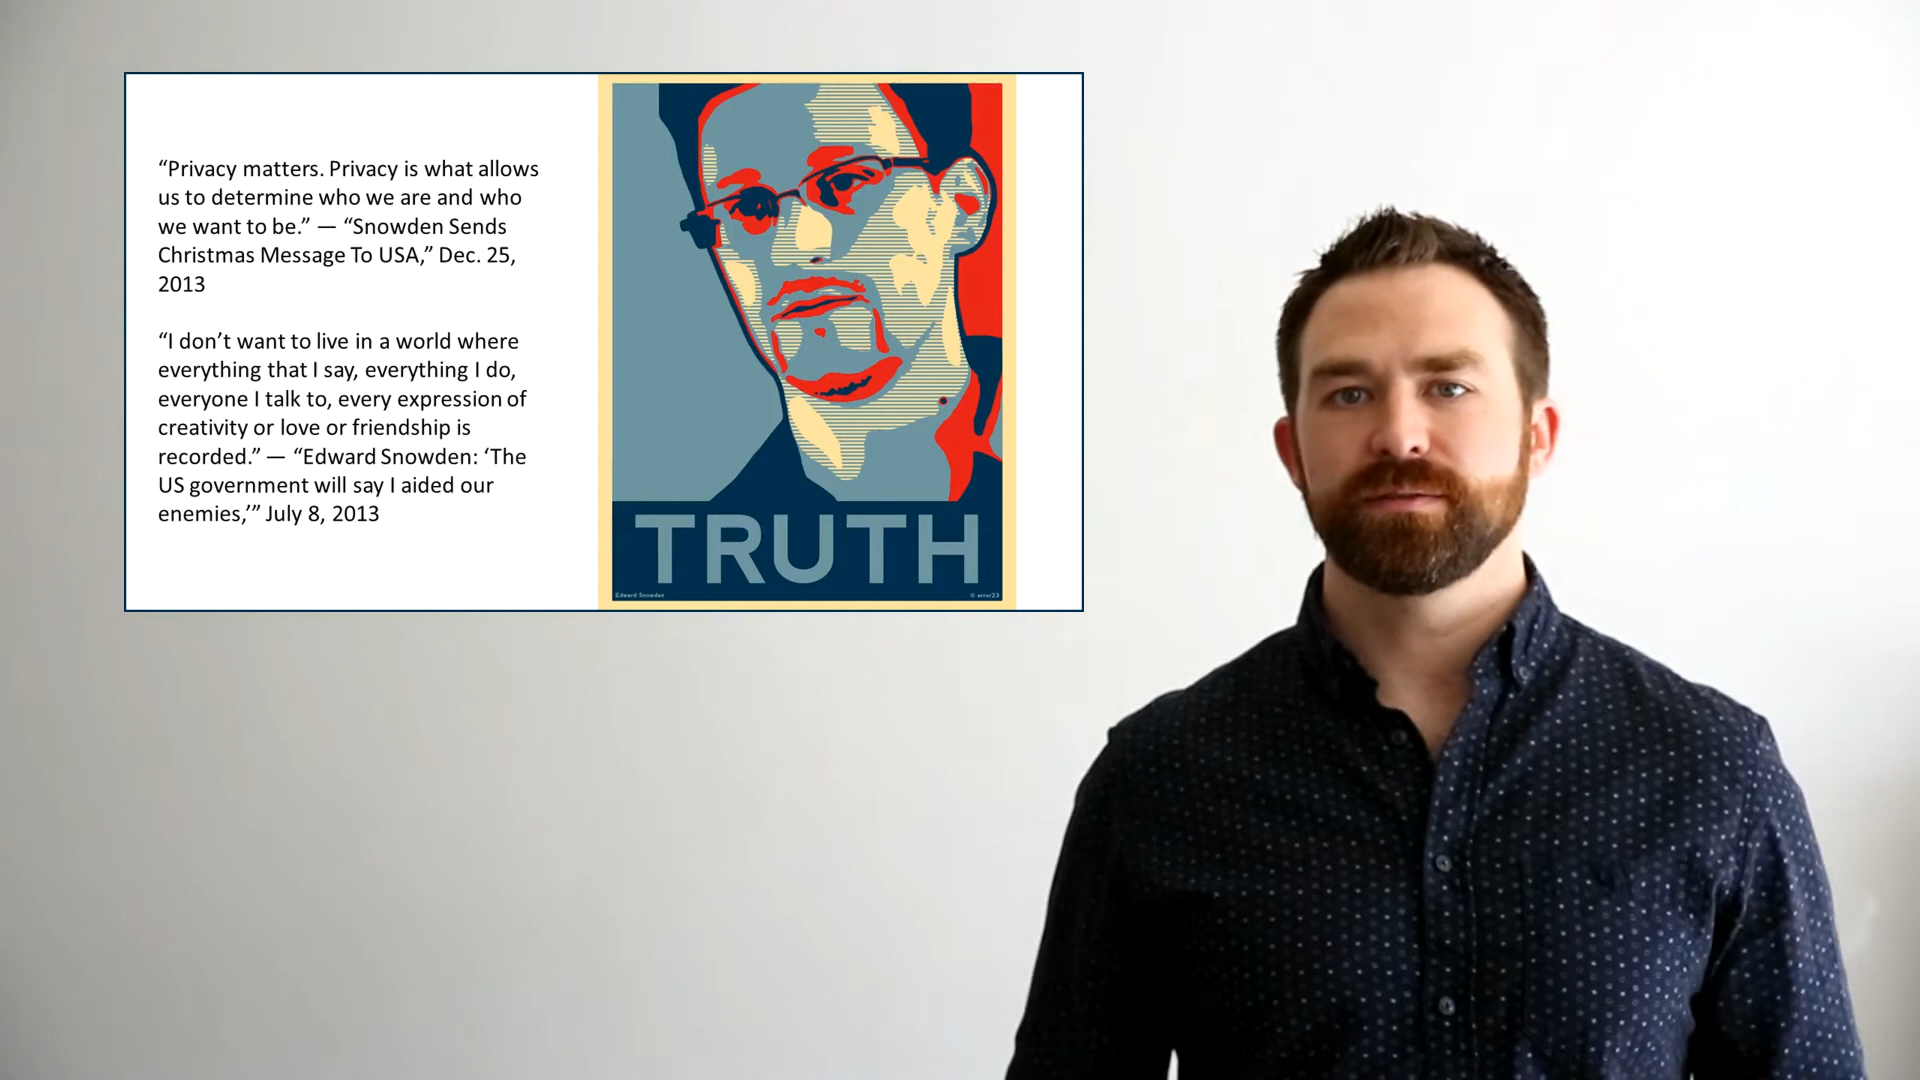 “Privacy matters. Privacy is what allows
us to determine who we are and who
we want to be.” — “Snowden Sends
Christmas Message To USA,” Dec. 25,
2013
“I don’t want to live in a world where
everything that I say, everything I do,
everyone I talk to, every expression of
creativity or love or friendship is
recorded.” — “Edward Snowden: ‘The
US government will say I aided our
enemies,’” July 8, 2013
TRUTH
Edward Snowden
© error23